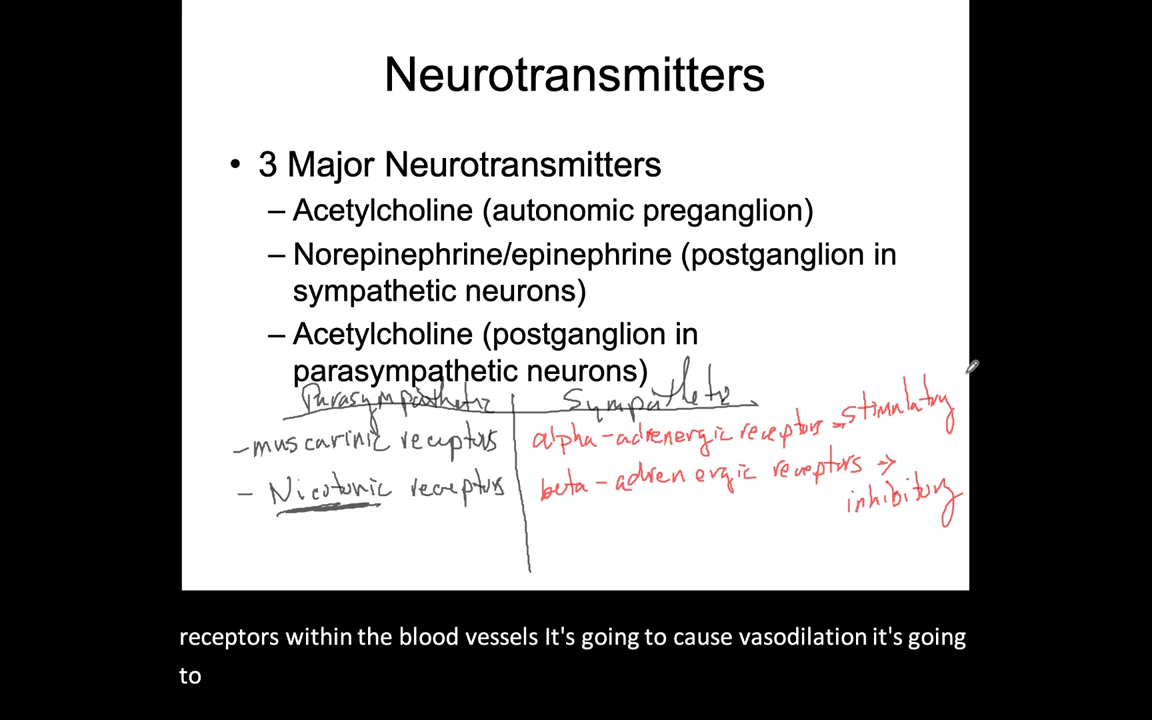 Neurotransmitters
• 3 Major Neurotransmitters
– Acetylcholine (autonomic preganglion)
– Norepinephrine/epinephrine (postganglion in
sympathetic neurons)
– Acetylcholine (postganglion in
parasympathetic neurons)
Parasympathetic Sympathetic
- muscarinic receptors alpha-adrenergic receptors - stimulatory
- Nicotonic receptors beta-adrenergic receptors →
inhibitory
receptors within the blood vessels It's going to cause vasodilation it's going
to